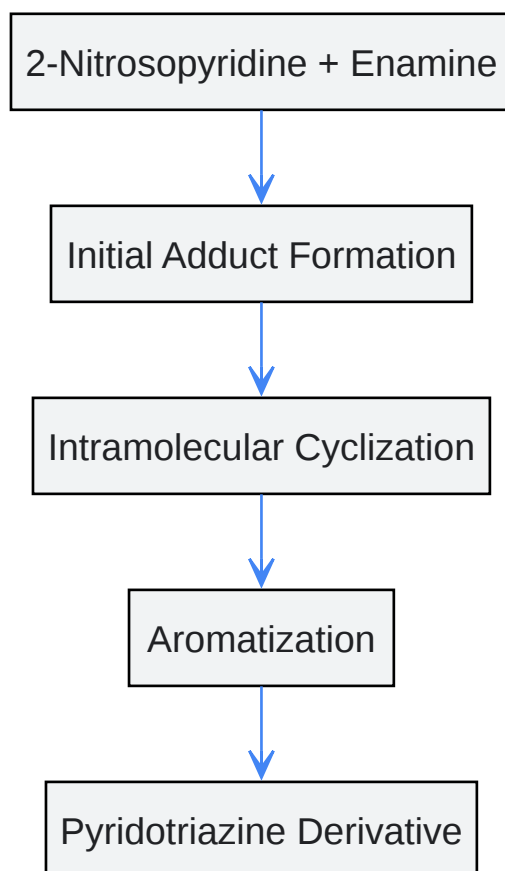 2-Nitrosopyridine + Enamine
Initial Adduct Formation
Intramolecular Cyclization
Aromatization
Pyridotriazine Derivative